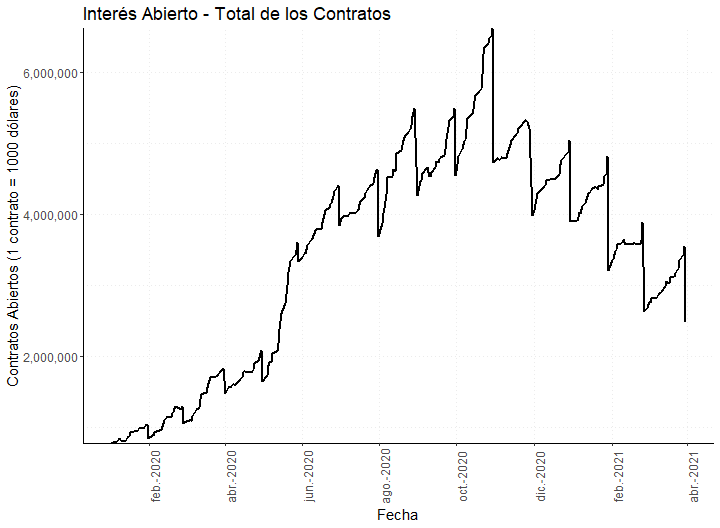 Interés Abierto - Total de los Contratos
Contratos Abiertos (1 contrato = 1000 dólares)
6,000,000
4,000,000
2,000,000
feb.-2020
abr.-2020
jun.-2020
ago.-2020
oct.-2020
dic.-2020
feb.-2021
abr.-2021
Fecha